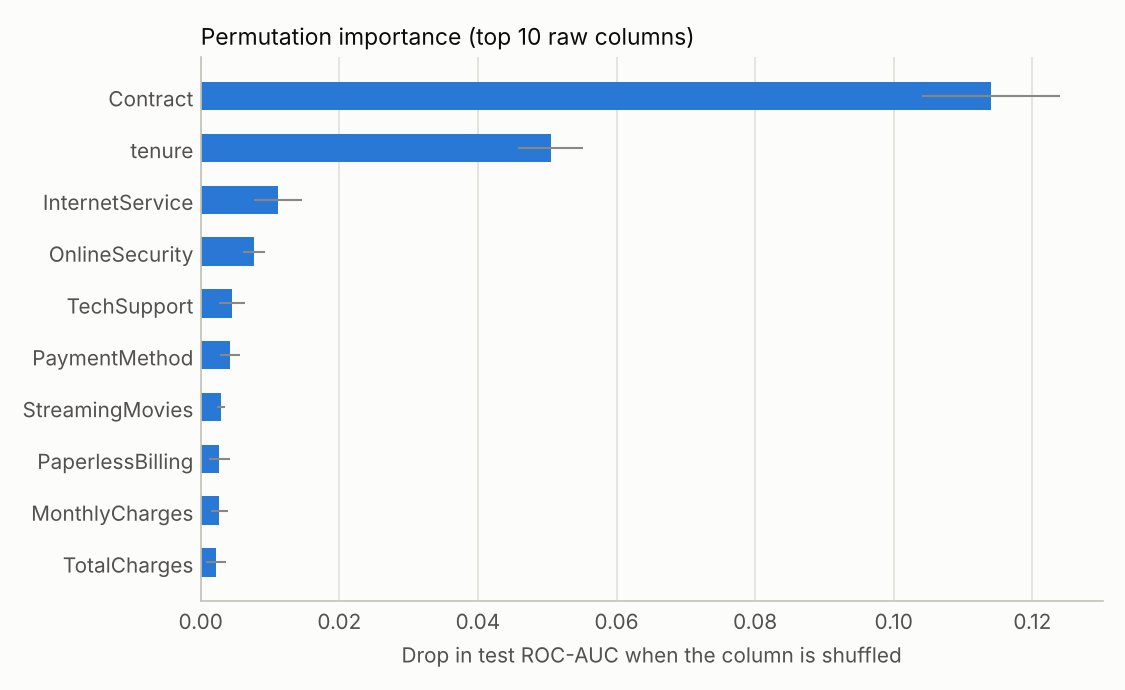 Permutation importance (top 10 raw columns)
Contract
tenure
InternetService
OnlineSecurity
TechSupport
PaymentMethod
StreamingMovies
PaperlessBilling
MonthlyCharges
TotalCharges
0.00 0.02 0.04 0.06 0.08 0.10 0.12
Drop in test ROC-AUC when the column is shuffled